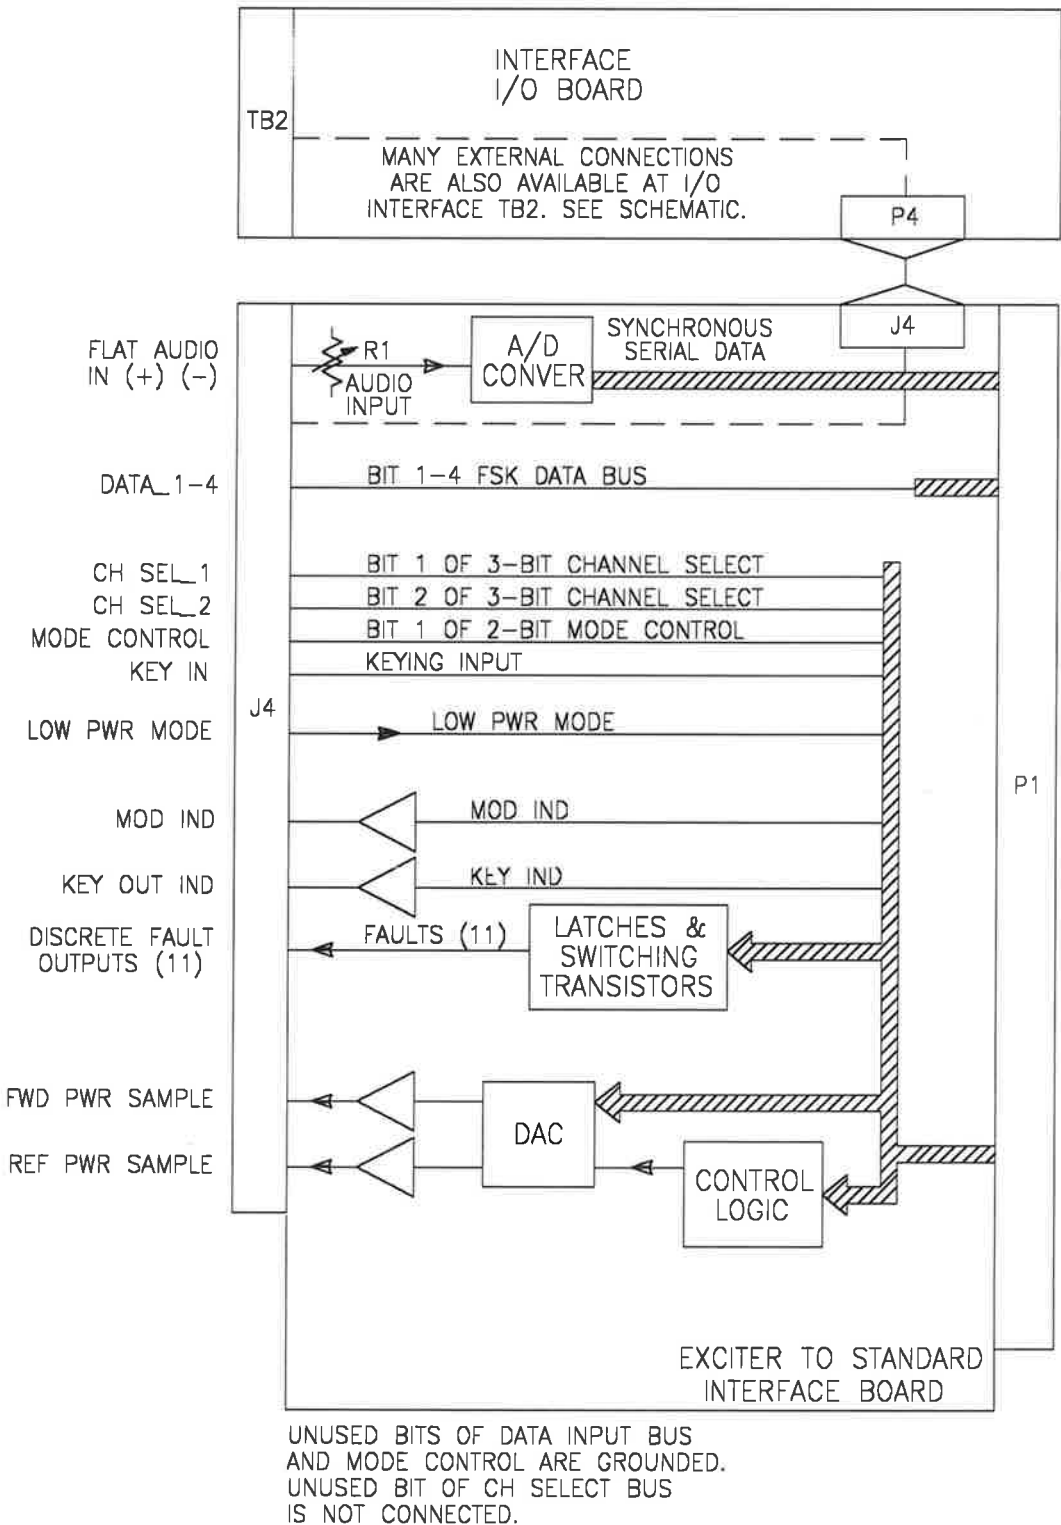 INTERFACE
I/O BOARD
TB2
MANY EXTERNAL CONNECTIONS
ARE ALSO AVAILABLE AT I/O
INTERFACE TB2. SEE SCHEMATIC.
P4
J4
SYNCHRONOUS
SERIAL DATA
A/D
CONVER
R1
AUDIO
INPUT
FLAT AUDIO
IN (+) (-)
DATA_1-4
BIT 1-4 FSK DATA BUS
CH SEL_1
BIT 1 OF 3-BIT CHANNEL SELECT
CH SEL_2
BIT 2 OF 3-BIT CHANNEL SELECT
MODE CONTROL
BIT 1 OF 2-BIT MODE CONTROL
KEY IN
KEYING INPUT
J4
LOW PWR MODE
LOW PWR MODE
P1
MOD IND
MOD IND
KEY OUT IND
KEY IND
DISCRETE FAULT
OUTPUTS (11)
FAULTS (11)
LATCHES &
SWITCHING
TRANSISTORS
FWD PWR SAMPLE
DAC
REF PWR SAMPLE
CONTROL
LOGIC
EXCITER TO STANDARD
INTERFACE BOARD
UNUSED BITS OF DATA INPUT BUS
AND MODE CONTROL ARE GROUNDED.
UNUSED BIT OF CH SELECT BUS
IS NOT CONNECTED.